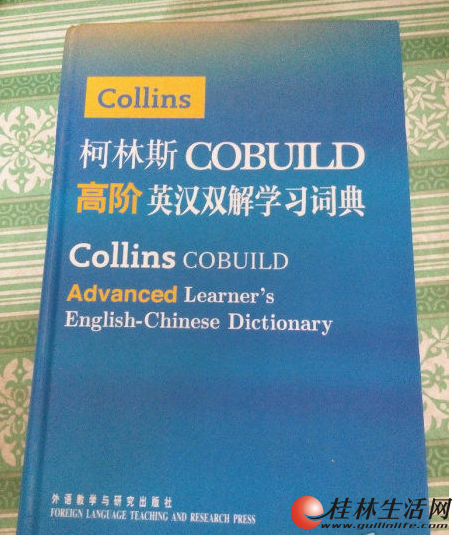 Collins
柯林斯 COBUILD
高阶 英汉双解学习词典
Collins COBUILD
Advanced Learner's
English-Chinese Dictionary
外语教学与研究出版社
FOREIGN LANGUAGE TEACHING AND RESEARCH PRESS
桂林生活网
www.guilinlife.com